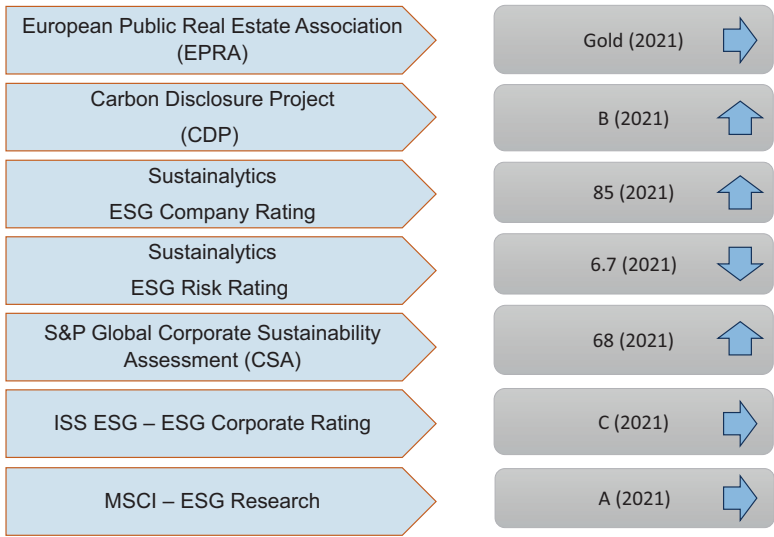 European Public Real Estate Association
(EPRA)
Gold (2021)
Carbon Disclosure Project
(CDP)
B (2021)
Sustainalytics
ESG Company Rating
85 (2021)
Sustainalytics
ESG Risk Rating
6.7 (2021)
S&P Global Corporate Sustainability
Assessment (CSA)
68 (2021)
ISS ESG – ESG Corporate Rating
C (2021)
MSCI – ESG Research
A (2021)